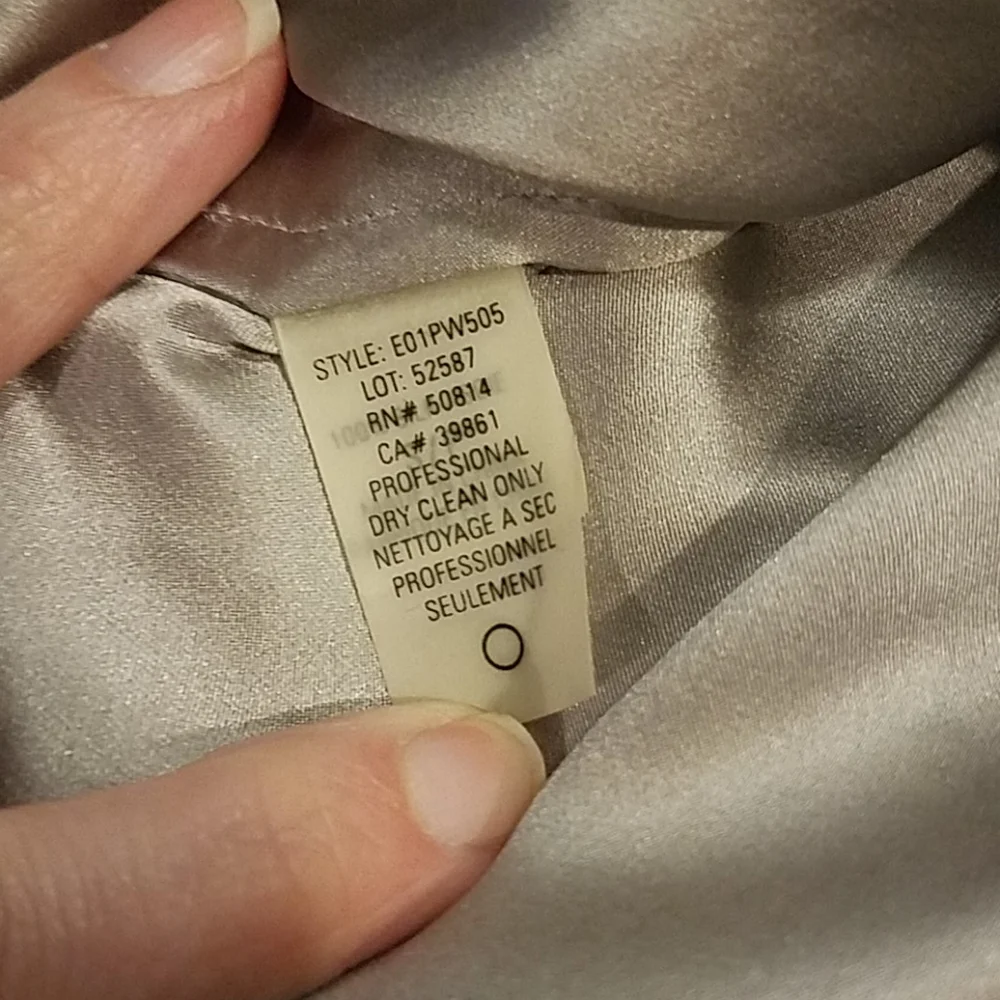 STYLE: E01PW505
LOT: 52587
RN# 50814
CA# 39861
PROFESSIONAL
DRY CLEAN ONLY
NETTOYAGE A SEC
PROFESSIONNEL
SEULEMENT